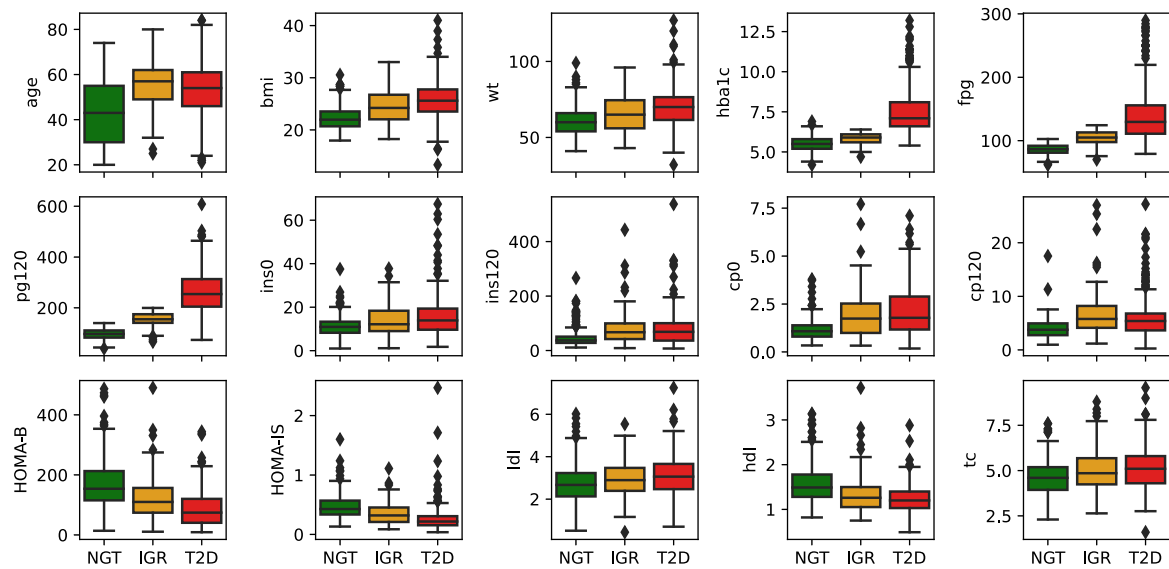 age
80
60
40
20
bmi
40
30
20
wt
100
50
hba1c
12.5
10.0
7.5
5.0
fpg
300
200
100
pg120
600
400
200
ins0
60
40
20
0
ins120
400
200
0
cp0
7.5
5.0
2.5
0.0
cp120
20
10
0
HOMA-B
400
200
0
NGT IGR T2D
HOMA-IS
2
1
0
NGT IGR T2D
ldl
6
4
2
NGT IGR T2D
hdl
3
2
1
NGT IGR T2D
tc
7.5
5.0
2.5
NGT IGR T2D